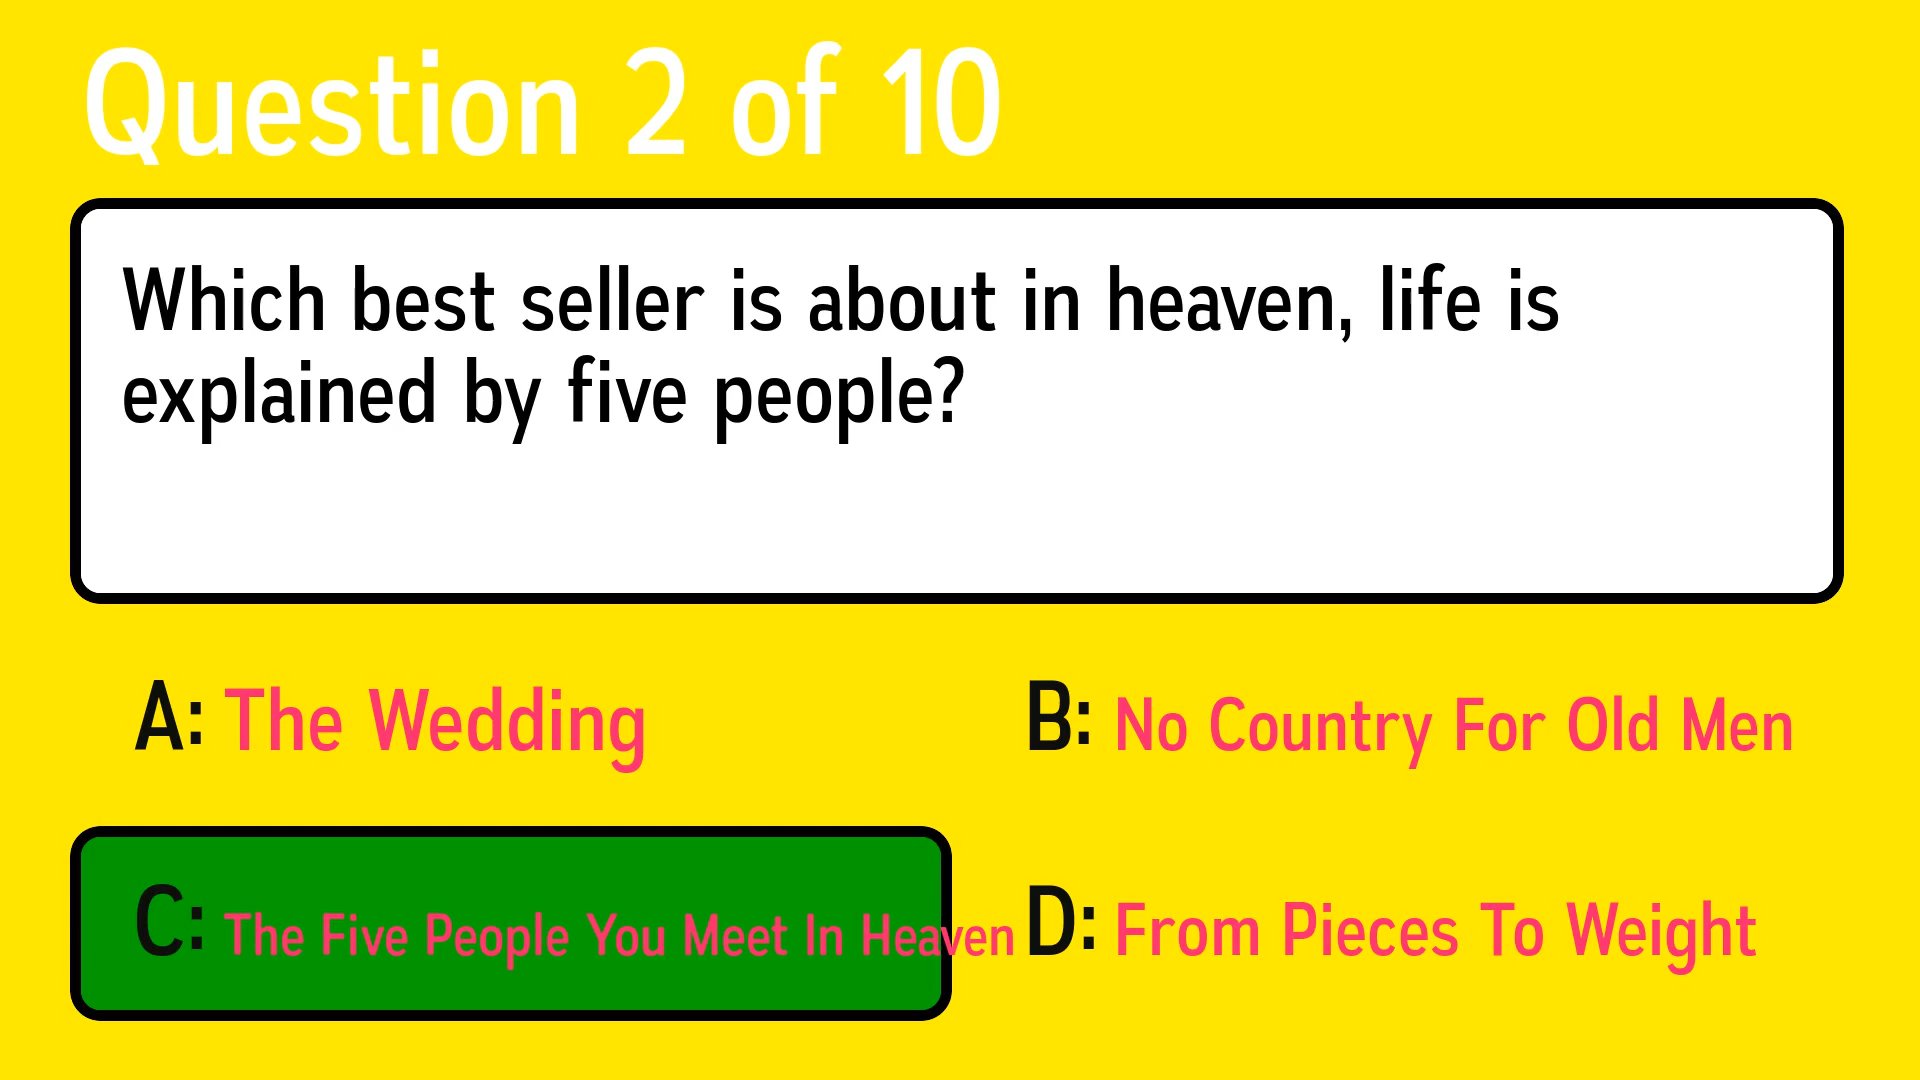 Question 2 of 10
Which best seller is about in heaven, life is
explained by five people?
A: The Wedding
B: No Country For Old Men
C: The Five People You Meet In Heaven
D: From Pieces To Weight